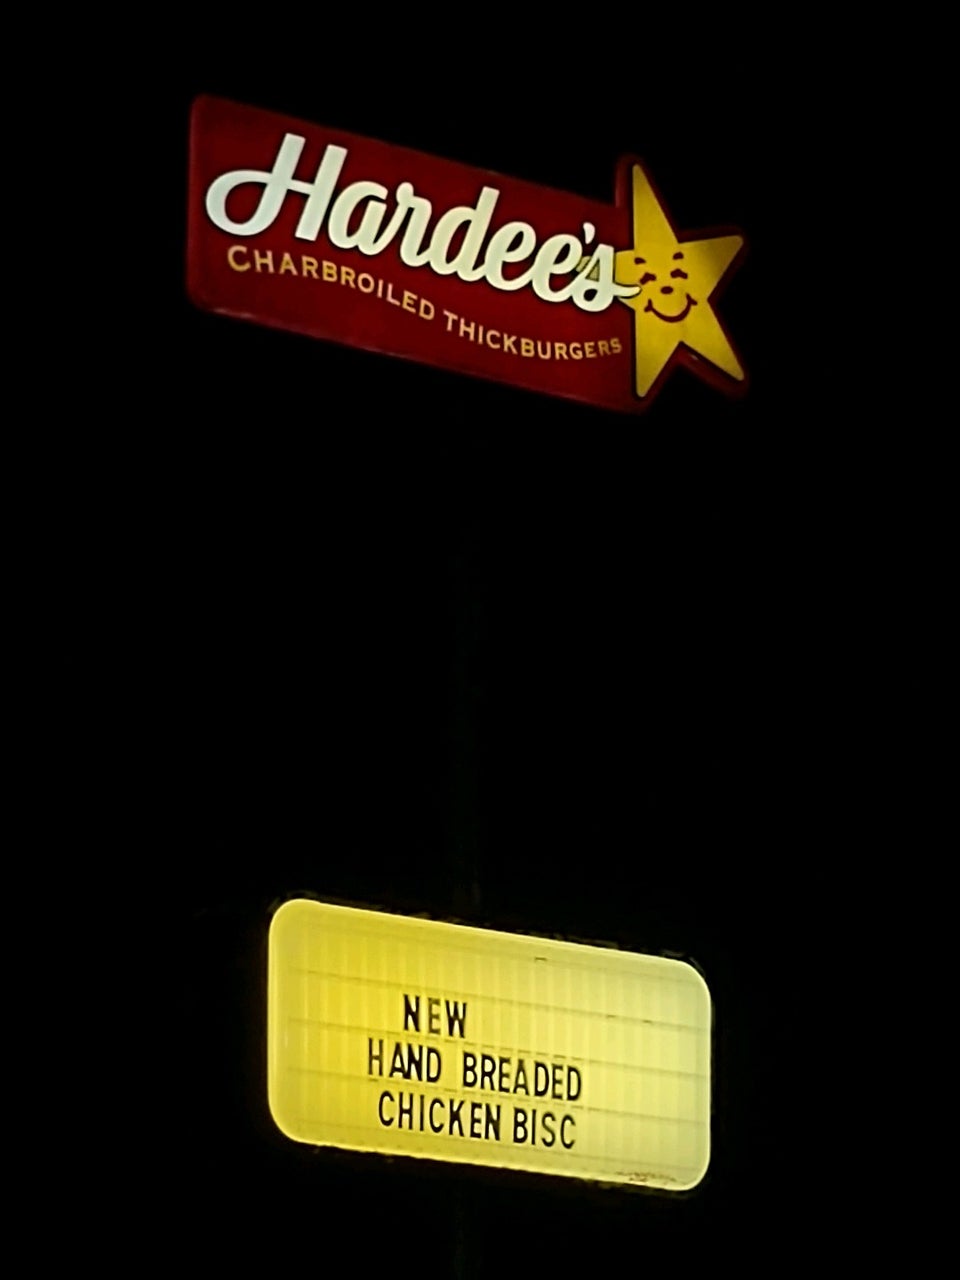 Hardee's
CHARBROILED THICKBURGERS
NEW
HAND BREADED
CHICKEN BISC